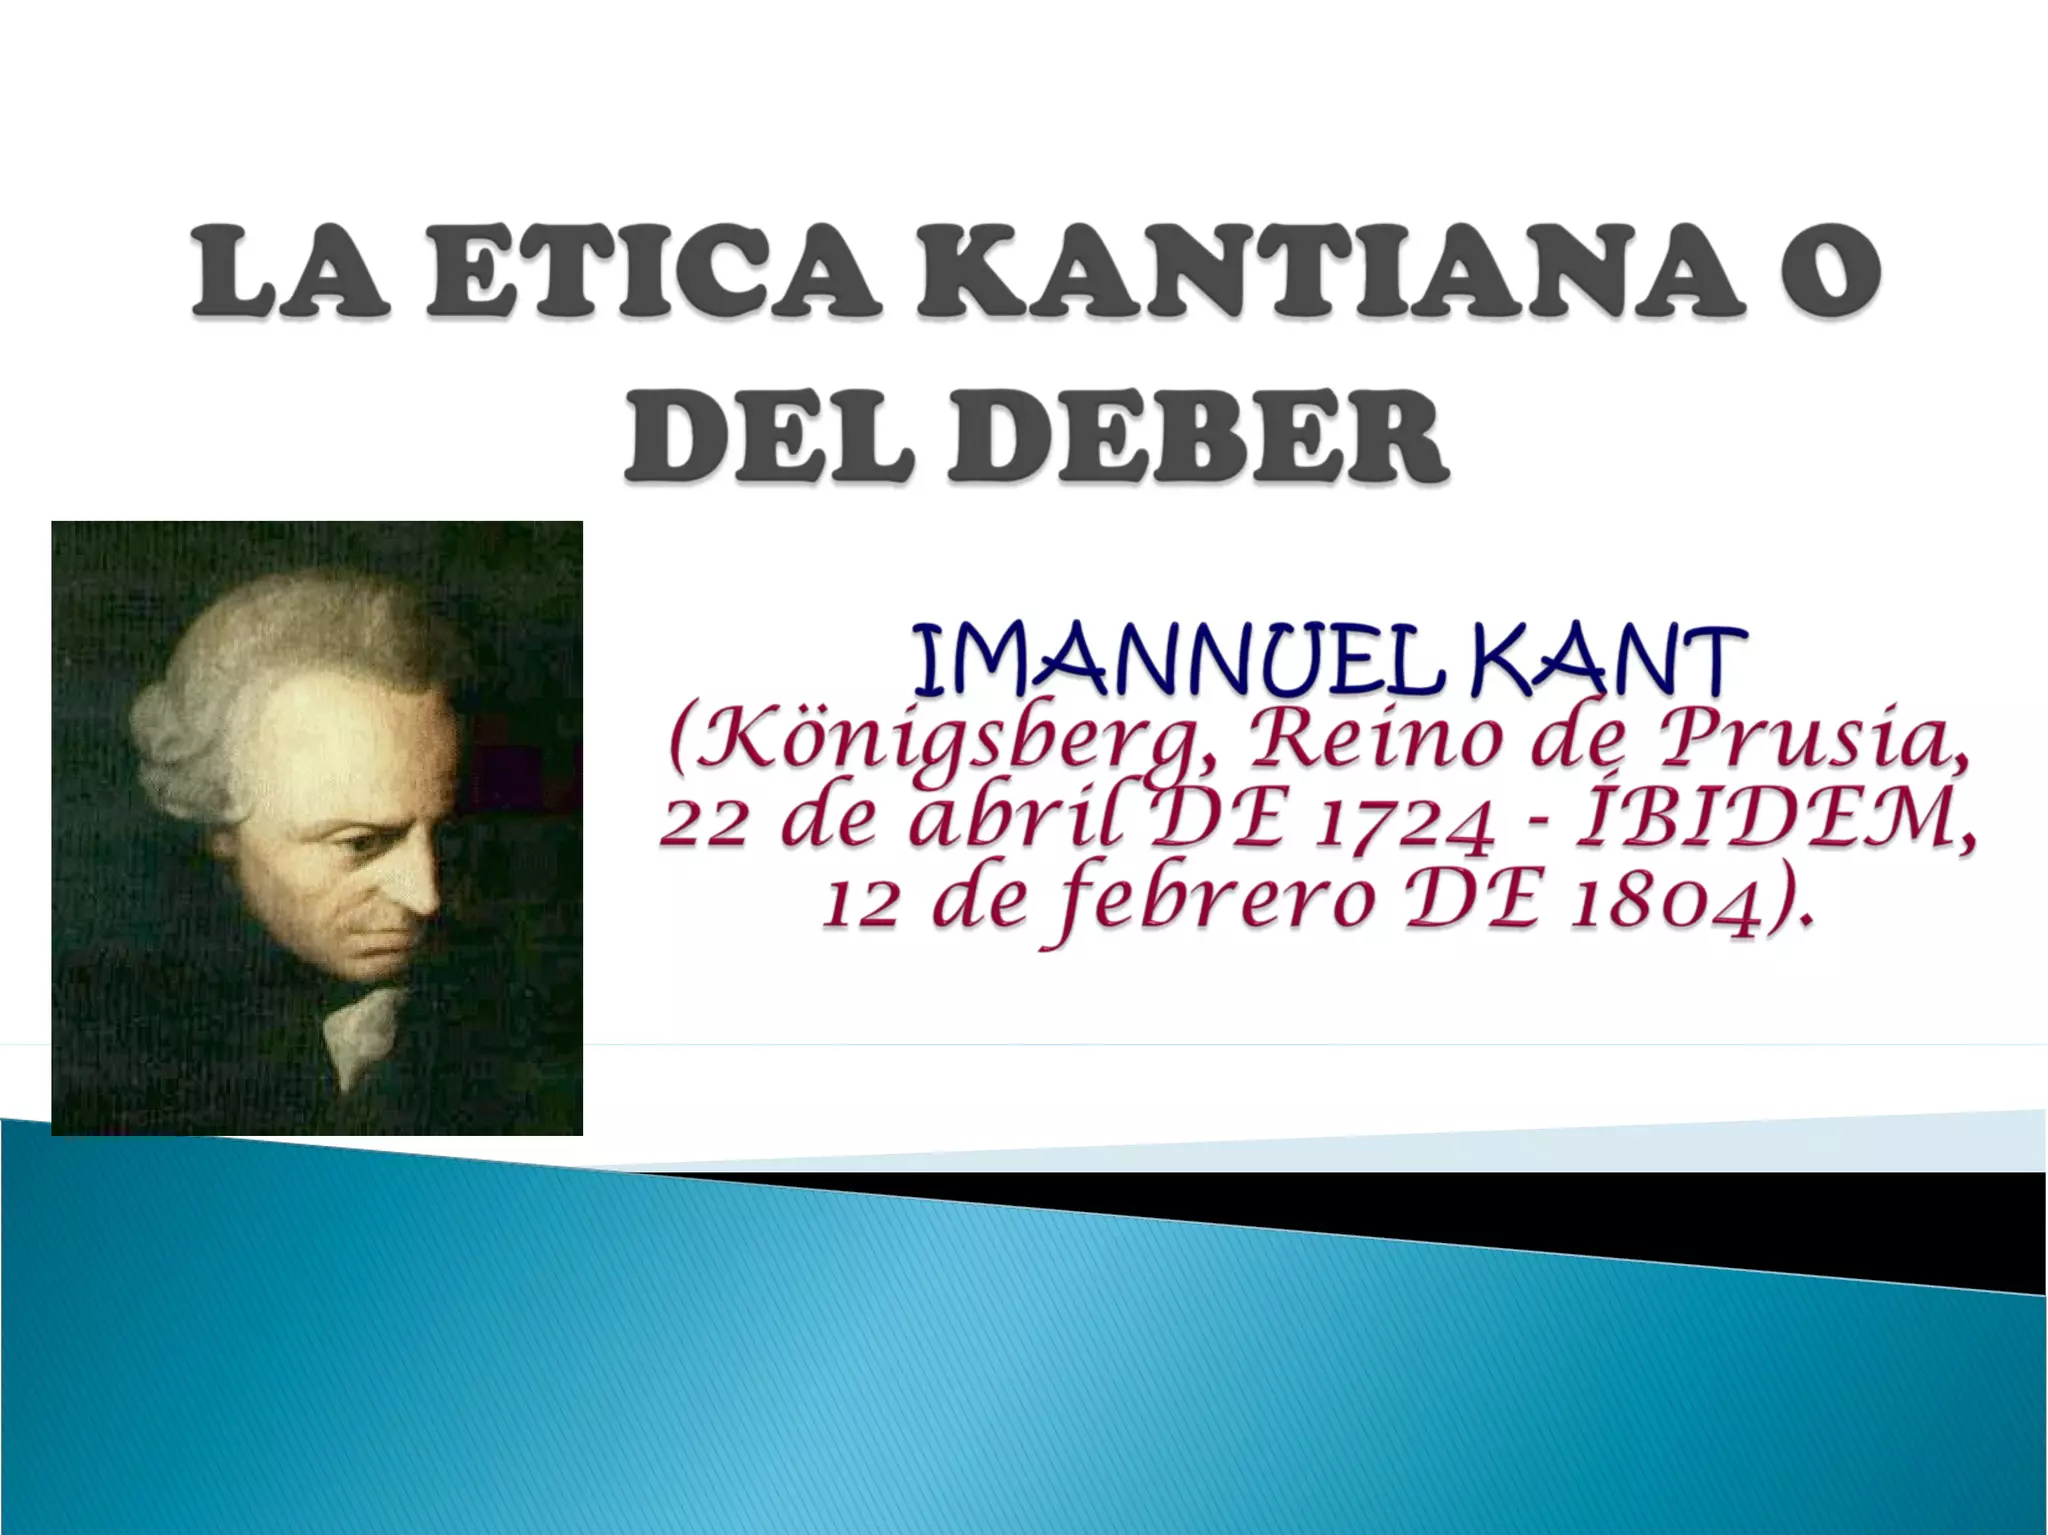 LA ETICA KANTIANA O
DEL DEBER
IMANNUEL KANT
(Königsberg, Reino de Prusia,
22 de abril DE 1724 - ÍBIDEM,
12 de febrero DE 1804).